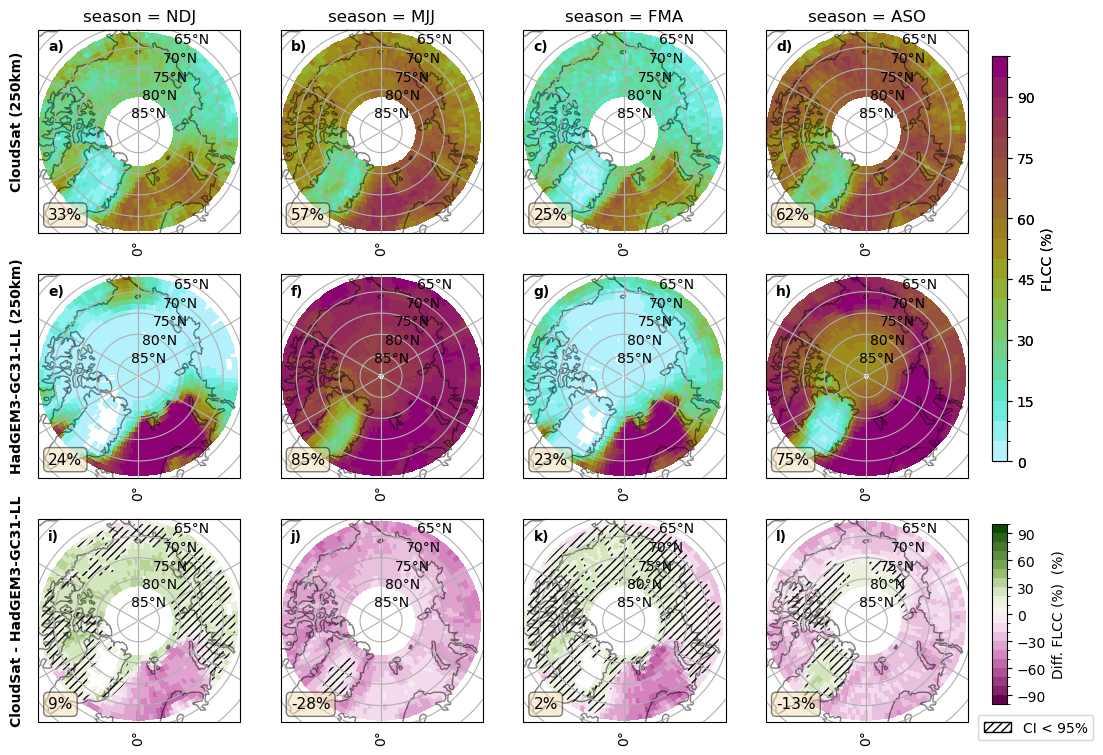 season = NDJ
season = MJJ
season = FMA
season = ASO
CloudSat (250km)
a)
65°N
70°N
75°N
80°N
85°N
33%
0°
b)
65°N
70°N
75°N
80°N
85°N
57%
0°
c)
65°N
70°N
75°N
80°N
85°N
25%
0°
d)
65°N
70°N
75°N
80°N
85°N
62%
0°
HadGEM3-GC31-LL (250km)
e)
65°N
70°N
75°N
80°N
85°N
24%
0°
f)
65°N
70°N
75°N
80°N
85°N
85%
0°
g)
65°N
70°N
75°N
80°N
85°N
23%
0°
h)
65°N
70°N
75°N
80°N
85°N
75%
0°
90
75
60
45
30
15
0
FLCC (%)
CloudSat - HadGEM3-GC31-LL
i)
65°N
70°N
75°N
80°N
85°N
9%
0°
j)
65°N
70°N
75°N
80°N
85°N
-28%
0°
k)
65°N
70°N
75°N
80°N
85°N
2%
0°
l)
65°N
70°N
75°N
80°N
85°N
-13%
0°
90
60
30
0
−30
−60
−90
Diff. FLCC (%) (%)
CI < 95%